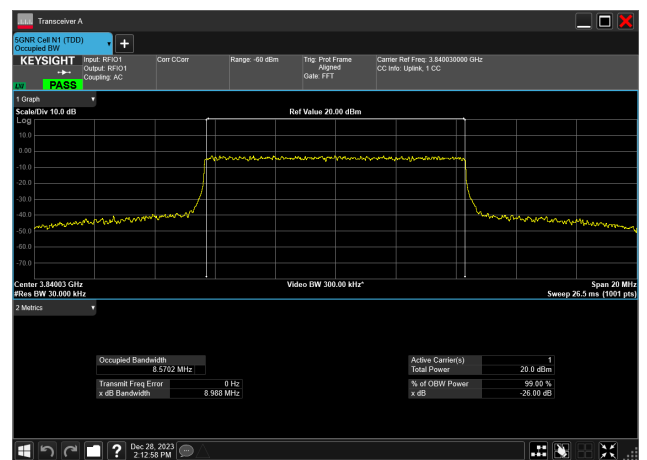 Transceiver A
5GNR Cell N1 (TDD)
Occupied BW
KEYSIGHT
LV PASS
Input: RFIO1
Output: RFIO1
Coupling: AC
Corr CCorr
Range: -60 dBm
Trig: Prot Frame
Aligned
Gate: FFT
Carrier Ref Freq: 3.840030000 GHz
CC Info: Uplink, 1 CC
1 Graph
Scale/Div 10.0 dB
Ref Value 20.00 dBm
Log
10.0
0.00
-10.0
-20.0
-30.0
-40.0
-50.0
-60.0
-70.0
Center 3.84003 GHz
Video BW 300.00 kHz*
Span 20 MHz
#Res BW 30.000 kHz
Sweep 26.5 ms (1001 pts)
2 Metrics
Occupied Bandwidth
8.5702 MHz
Transmit Freq Error 0 Hz
x dB Bandwidth 8.988 MHz
Active Carrier(s) 1
Total Power 20.0 dBm
% of OBW Power 99.00 %
x dB -26.00 dB
?
Dec 28, 2023
2:12:58 PM